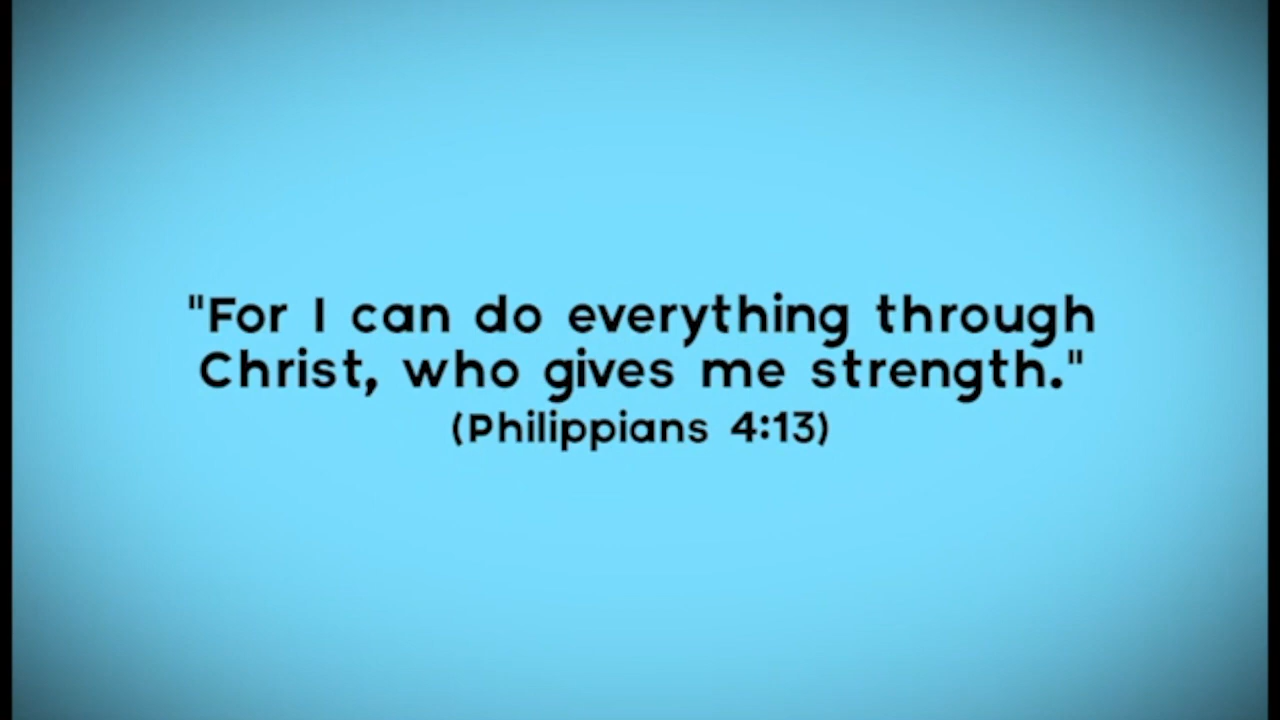 "For I can do everything through
Christ, who gives me strength."
(Philippians 4:13)